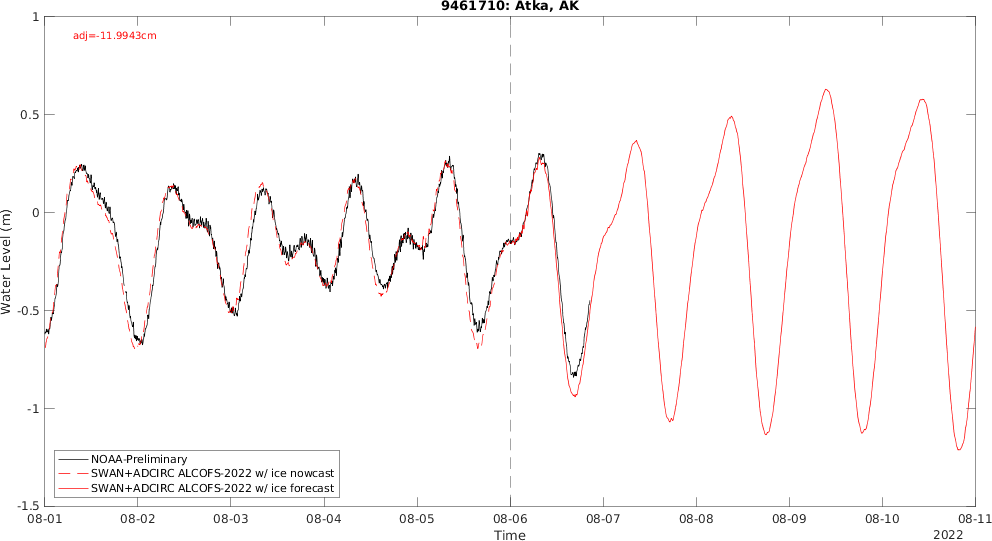 9461710: Atka, AK
adj=-11.9943cm
1
0.5
0
-0.5
-1
-1.5
Water Level (m)
NOAA-Preliminary
SWAN+ADCIRC ALCOFS-2022 w/ ice nowcast
SWAN+ADCIRC ALCOFS-2022 w/ ice forecast
08-01 08-02 08-03 08-04 08-05 08-06 08-07 08-08 08-09 08-10 08-11
Time
2022